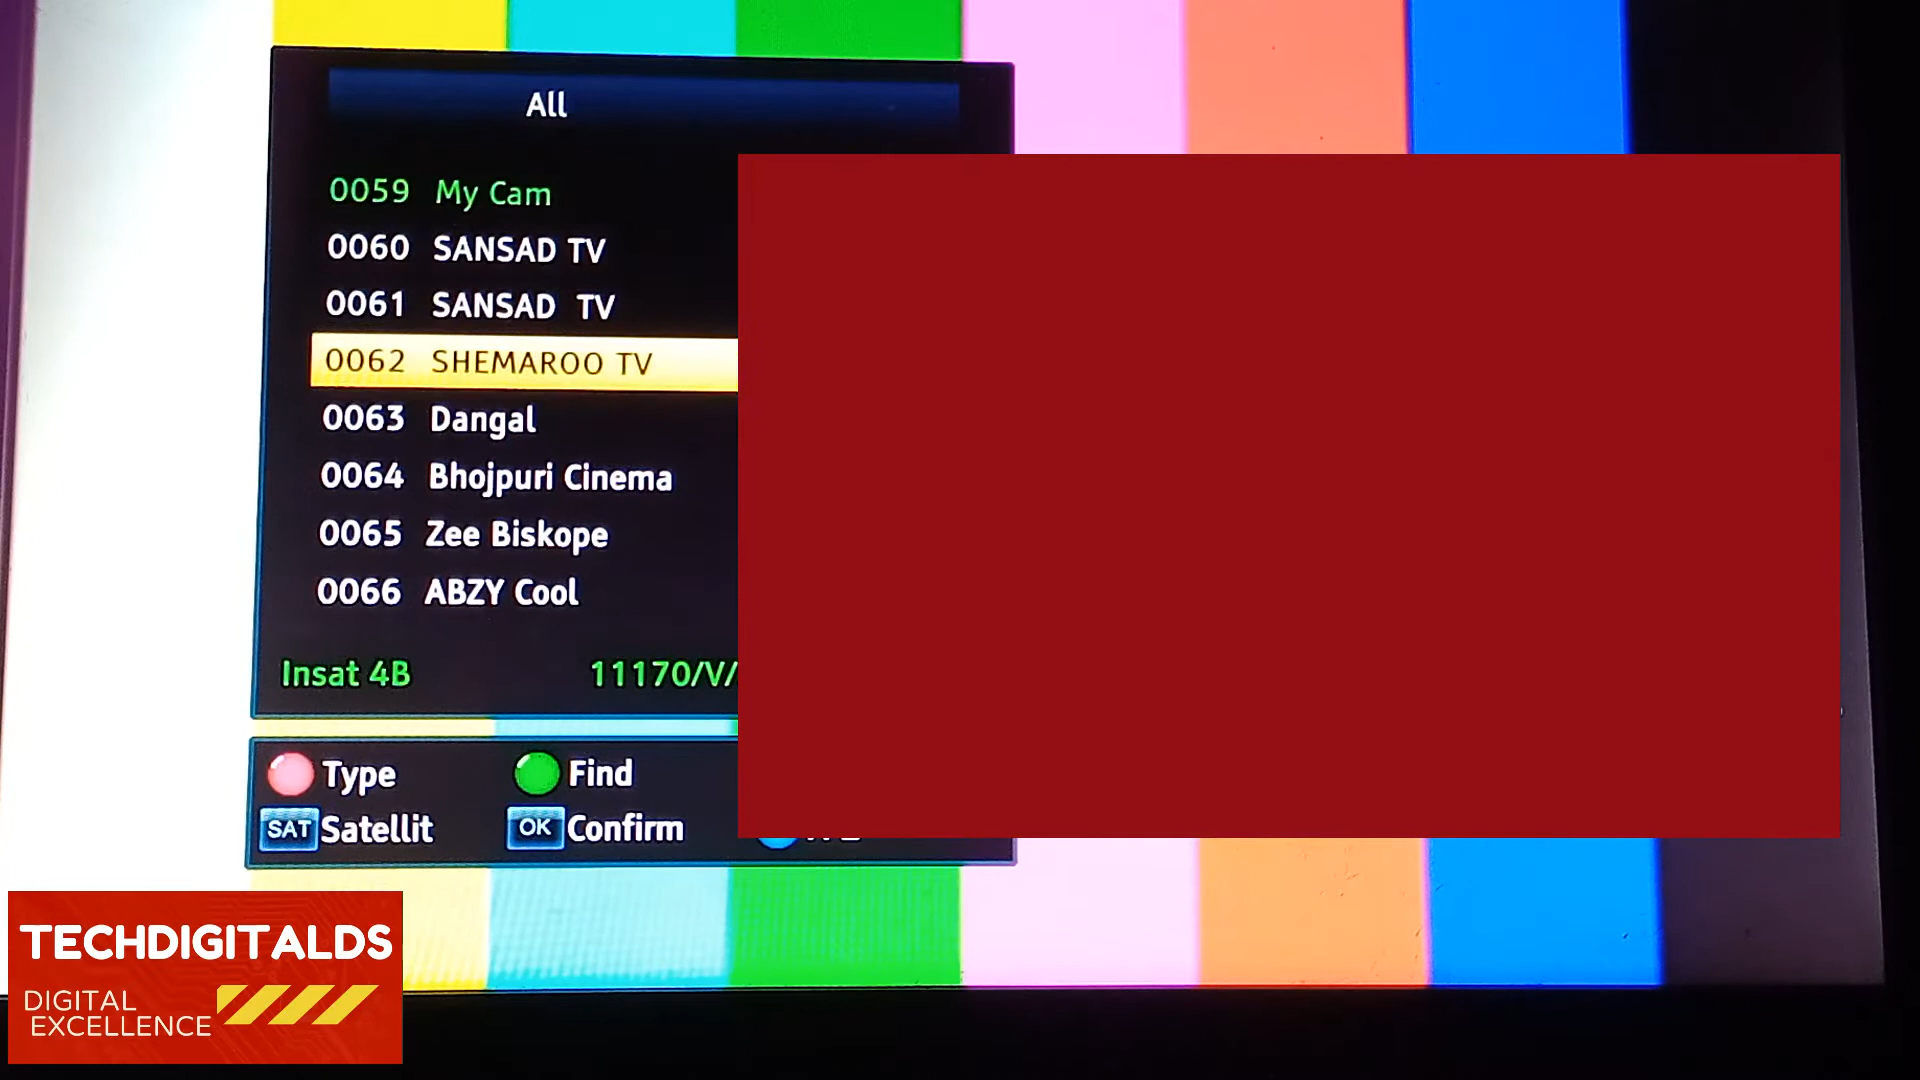 All
0059 My Cam
0060 SANSAD TV
0061 SANSAD TV
0062 SHEMAROO TV
0063 Dangal
0064 Bhojpuri Cinema
0065 Zee Biskope
0066 ABZY Cool
Insat 4B 11170/V/
Type Find
SAT Satellit OK Confirm
TECHDIGITALDS
DIGITAL
EXCELLENCE